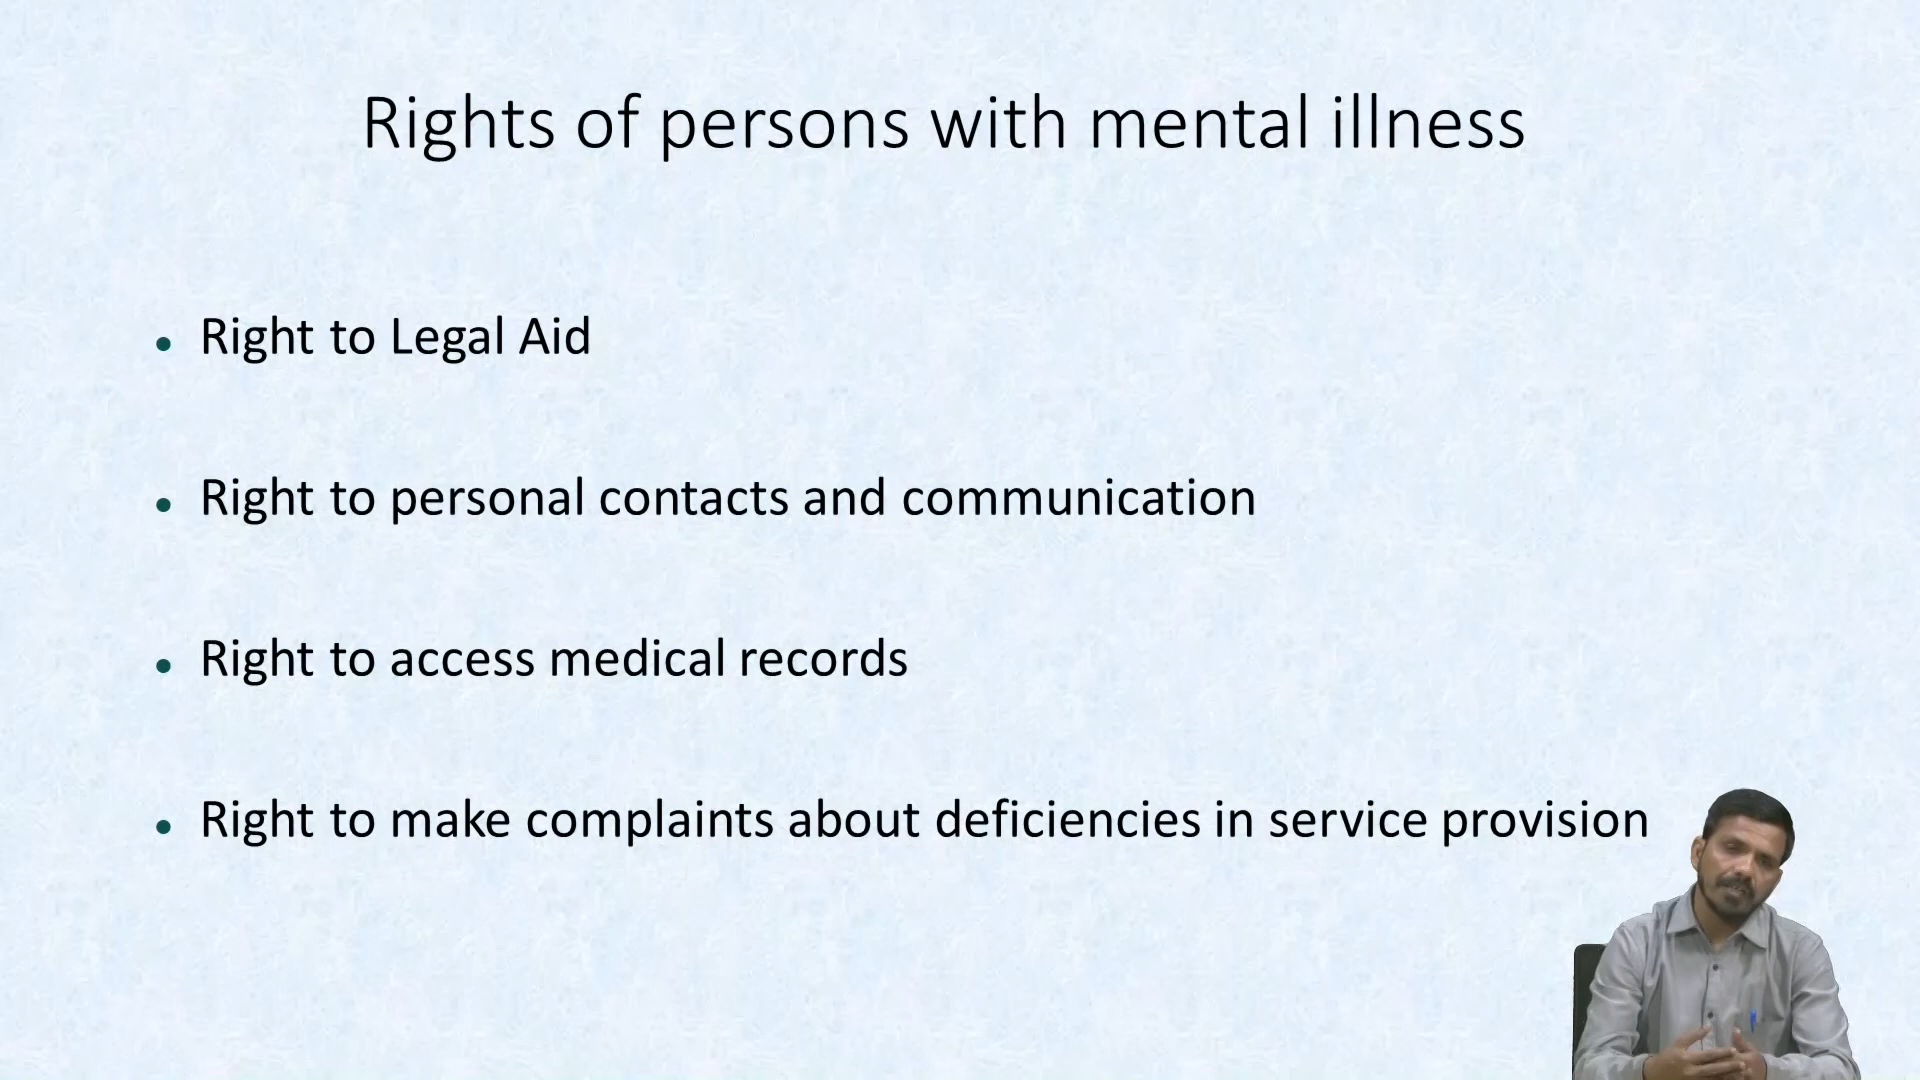 Rights of persons with mental illness
• Right to Legal Aid
• Right to personal contacts and communication
• Right to access medical records
• Right to make complaints about deficiencies in service provision